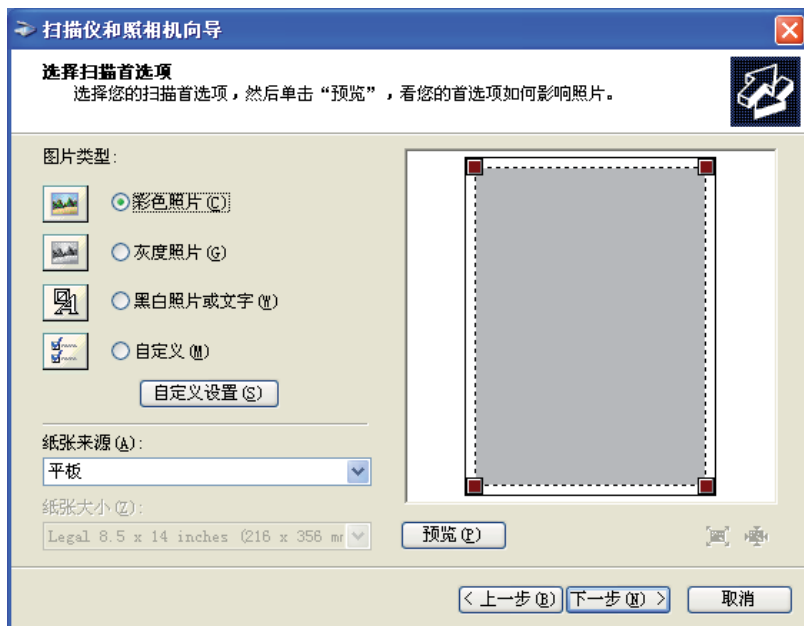 扫描仪和照相机向导
选择扫描首选项
选择您的扫描首选项，然后单击“预览”，看您的首选项如何影响照片。
图片类型:
彩色照片(C)
灰度照片(G)
黑白照片或文字(W)
自定义(M)
自定义设置(S)
纸张来源(A):
平板
纸张大小(Z):
Legal 8.5 x 14 inches (216 x 356 mm
预览(P)
< 上一步(B)
下一步(N) >
取消